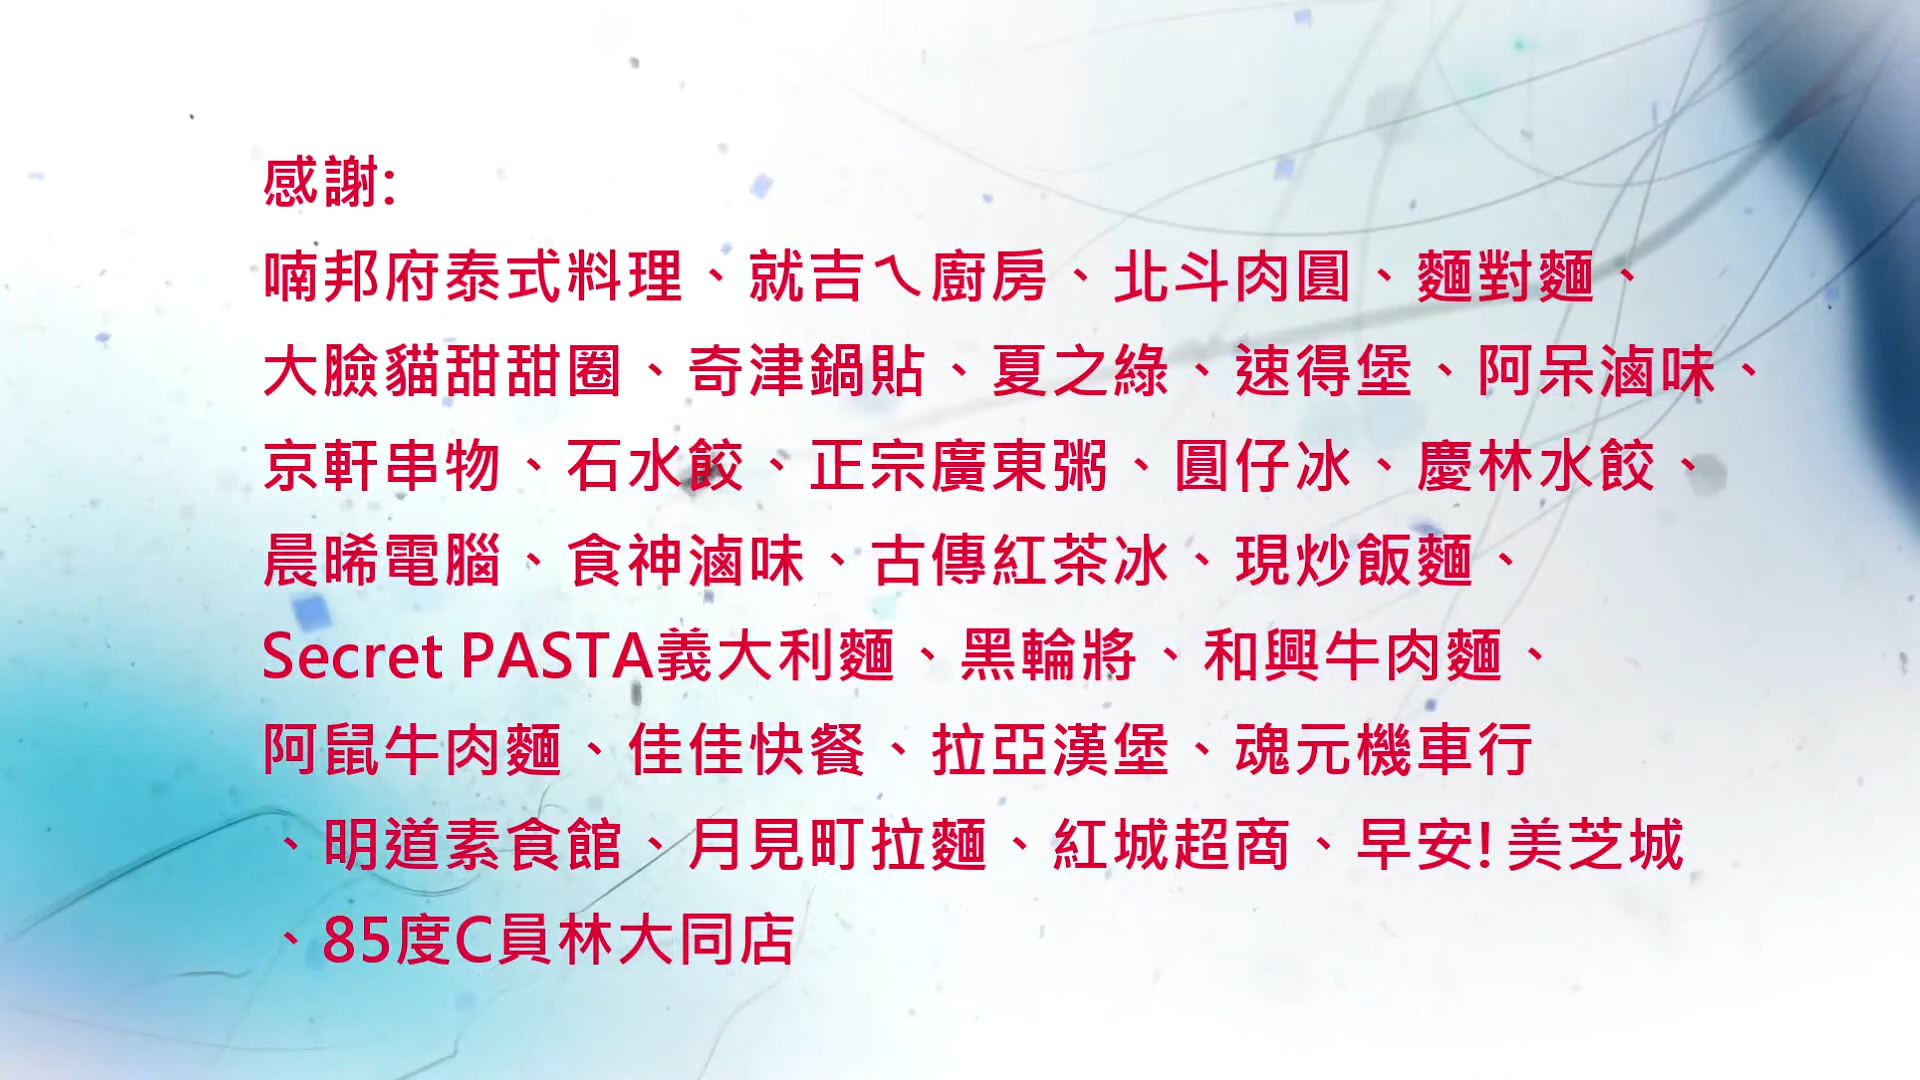 感謝:
喃邦府泰式料理、就吉ㄟ廚房、北斗肉圓、麵對麵、
大臉貓甜甜圈、奇津鍋貼、夏之綠、速得堡、阿呆滷味、
京軒串物、石水餃、正宗廣東粥、圓仔冰、慶林水餃、
晨晞電腦、食神滷味、古傳紅茶冰、現炒飯麵、
Secret PASTA義大利麵、黑輪將、和興牛肉麵、
阿鼠牛肉麵、佳佳快餐、拉亞漢堡、魂元機車行
、明道素食館、月見町拉麵、紅城超商、早安!美芝城
、85度C員林大同店